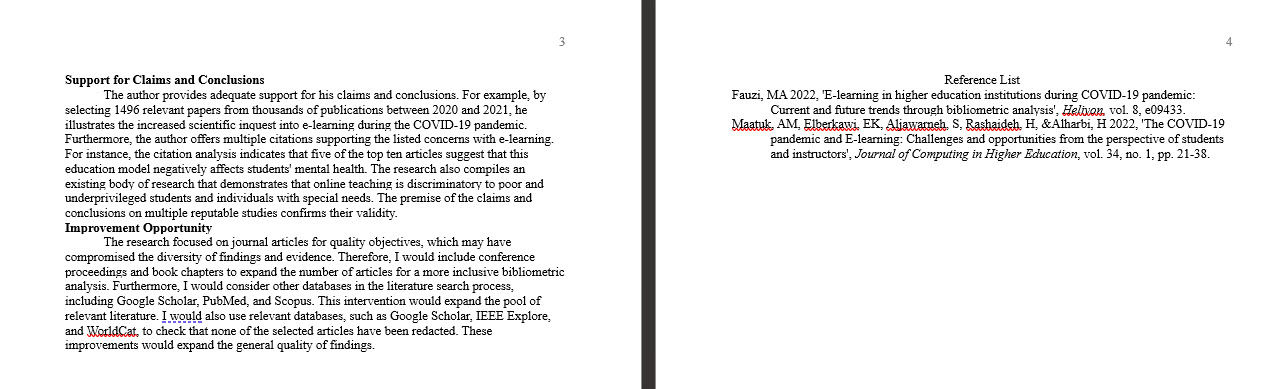 3
Support for Claims and Conclusions
The author provides adequate support for his claims and conclusions. For example, by
selecting 1496 relevant papers from thousands of publications between 2020 and 2021, he
illustrates the increased scientific inquest into e-learning during the COVID-19 pandemic.
Furthermore, the author offers multiple citations supporting the listed concerns with e-learning.
For instance, the citation analysis indicates that five of the top ten articles suggest that this
education model negatively affects students' mental health. The research also compiles an
existing body of research that demonstrates that online teaching is discriminatory to poor and
underprivileged students and individuals with special needs. The premise of the claims and
conclusions on multiple reputable studies confirms their validity.
Improvement Opportunity
The research focused on journal articles for quality objectives, which may have
compromised the diversity of findings and evidence. Therefore, I would include conference
proceedings and book chapters to expand the number of articles for a more inclusive bibliometric
analysis. Furthermore, I would consider other databases in the literature search process,
including Google Scholar, PubMed, and Scopus. This intervention would expand the pool of
relevant literature. I would also use relevant databases, such as Google Scholar, IEEE Explore,
and WorldCat, to check that none of the selected articles have been redacted. These
improvements would expand the general quality of findings.
4
Reference List
Fauzi, MA 2022, 'E-learning in higher education institutions during COVID-19 pandemic:
Current and future trends through bibliometric analysis', Heliyon, vol. 8, e09433.
Maatuk, AM, Elberkawi, EK, Aljawarneh, S, Rashaideh, H, &Alharbi, H 2022, 'The COVID-19
pandemic and E-learning: Challenges and opportunities from the perspective of students
and instructors', Journal of Computing in Higher Education, vol. 34, no. 1, pp. 21-38.